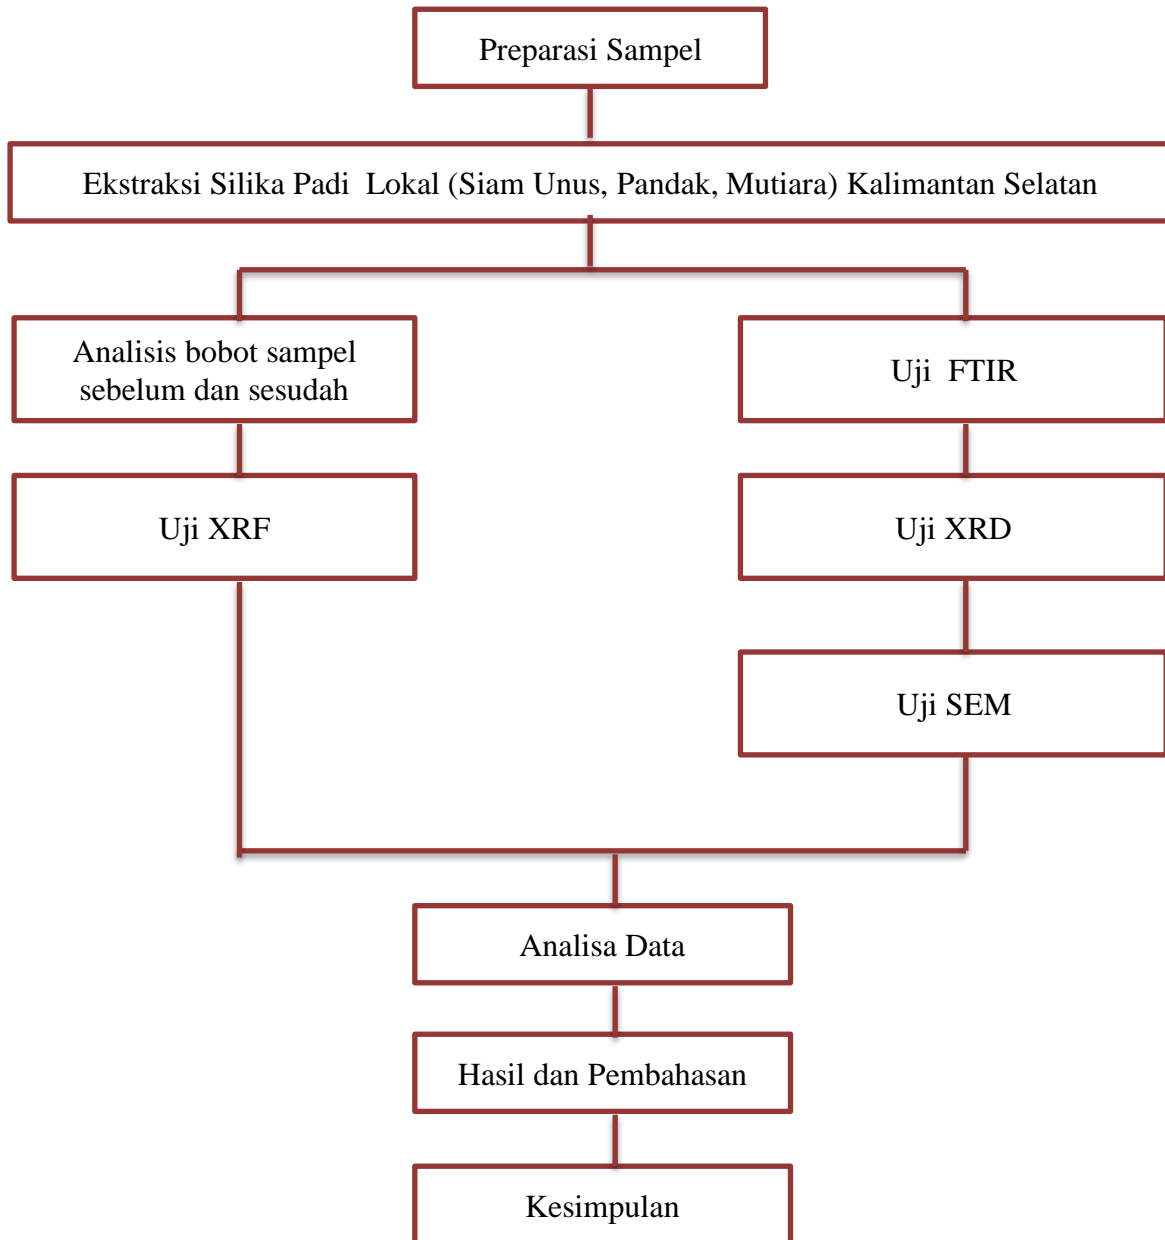 Preparasi Sampel
Ekstraksi Silika Padi Lokal (Siam Unus, Pandak, Mutiara) Kalimantan Selatan
Analisis bobot sampel
sebelum dan sesudah
Uji FTIR
Uji XRF
Uji XRD
Uji SEM
Analisa Data
Hasil dan Pembahasan
Kesimpulan